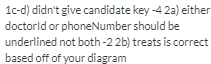 1c-d) didn't give candidate key -4 2a) either
doctorId or phoneNumber should be
underlined not both -2 2b) treats is correct
based off of your diagram